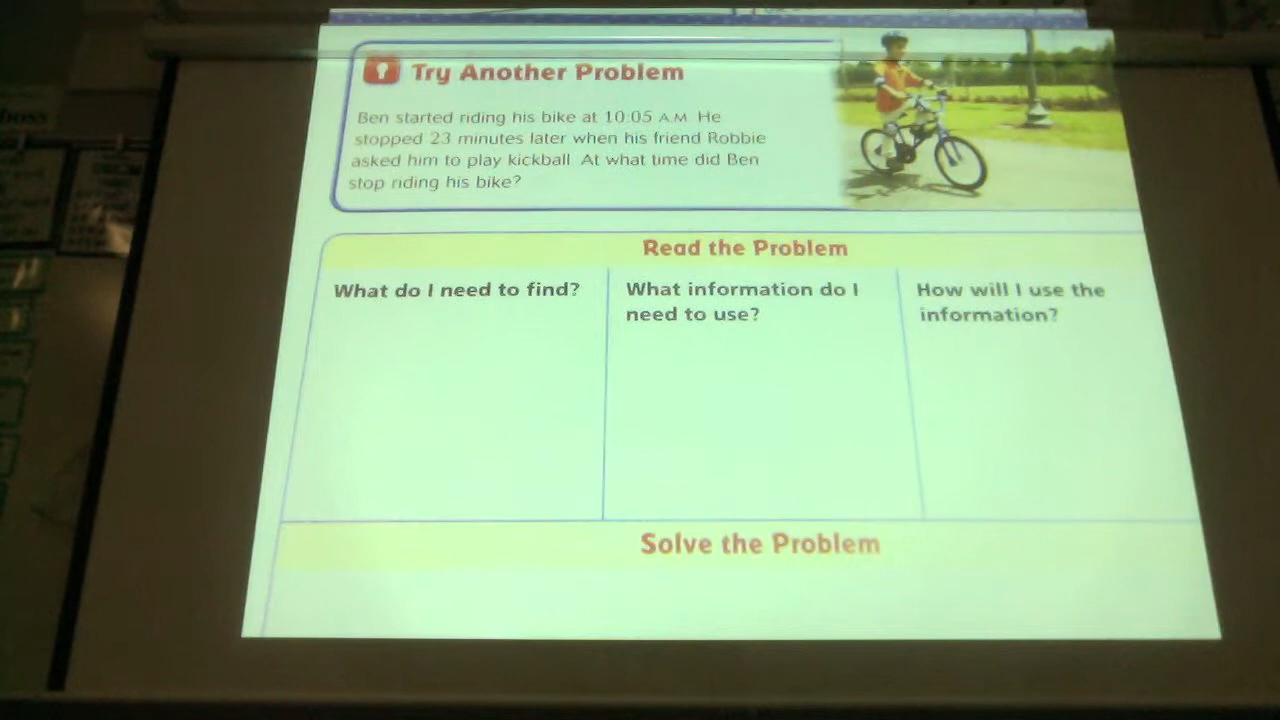 Try Another Problem
Ben started riding his bike at 10:05 A.M. He
stopped 23 minutes later when his friend Robbie
asked him to play kickball. At what time did Ben
stop riding his bike?
Read the Problem
What do I need to find?
What information do I
need to use?
How will I use the
information?
Solve the Problem